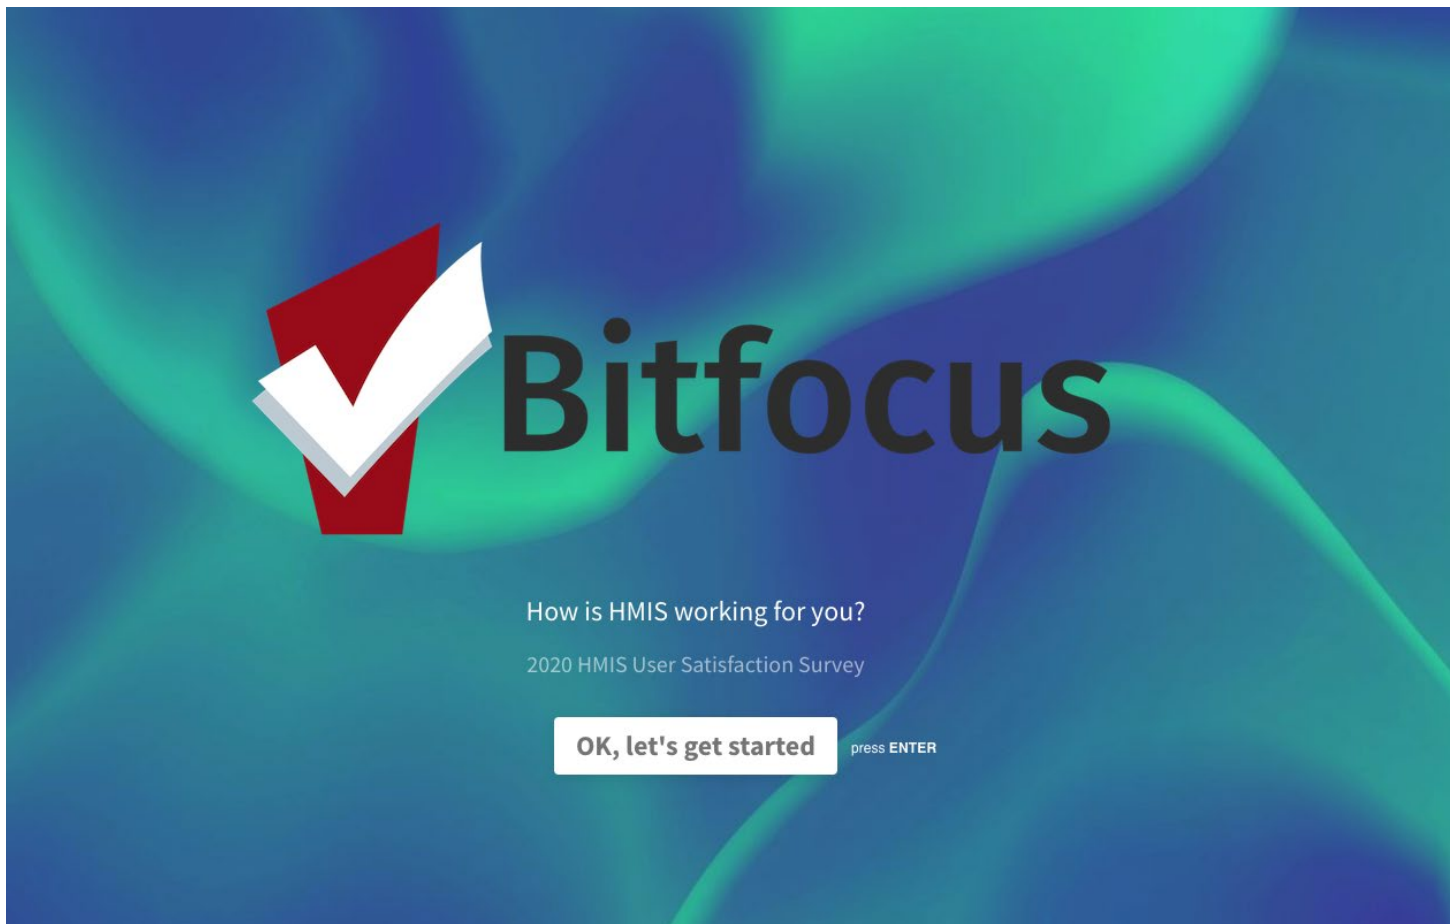 Bitfocus
How is HMIS working for you?
2020 HMIS User Satisfaction Survey
OK, let's get started press ENTER